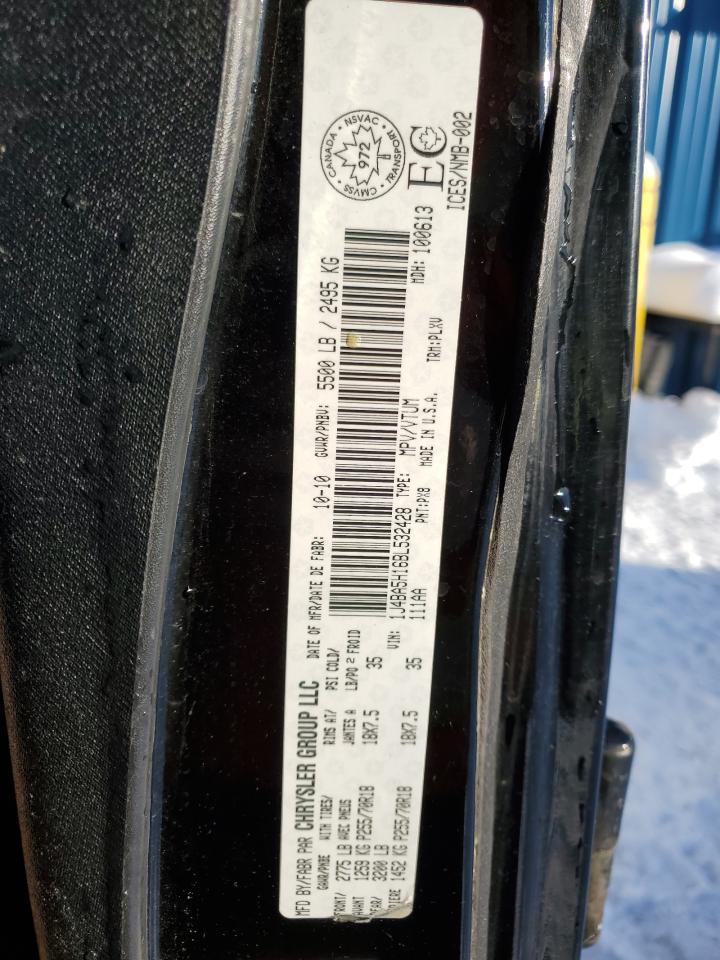 MFD BY/FABR PAR CHRYSLER GROUP LLC
DATE OF MFR/DATE DE FABR: 10-10 GVWR/PNBV: 5500 LB / 2495 KG
GAWR/PNBE WITH TIRES/ RIMS AT/ PSI COLD/
AVEC PNEUS JANTES A LB/PO 2 FROID
FRONT/ 2775 LB
AVANT 1259 KG P255/70R18 18X7.5 35
REAR/ 3200 LB
RIERE 1452 KG P255/70R18 18X7.5 35
VIN: 1J4BA5H16BL532428 TYPE: MPV/VTUM
111AA PNT:PX8 MADE IN U.S.A. TRM:PLXV MDH: 100613
CANADA • NSVAC • TRANSPORT • CMVSS •
972
EC
ICES/NMB-002